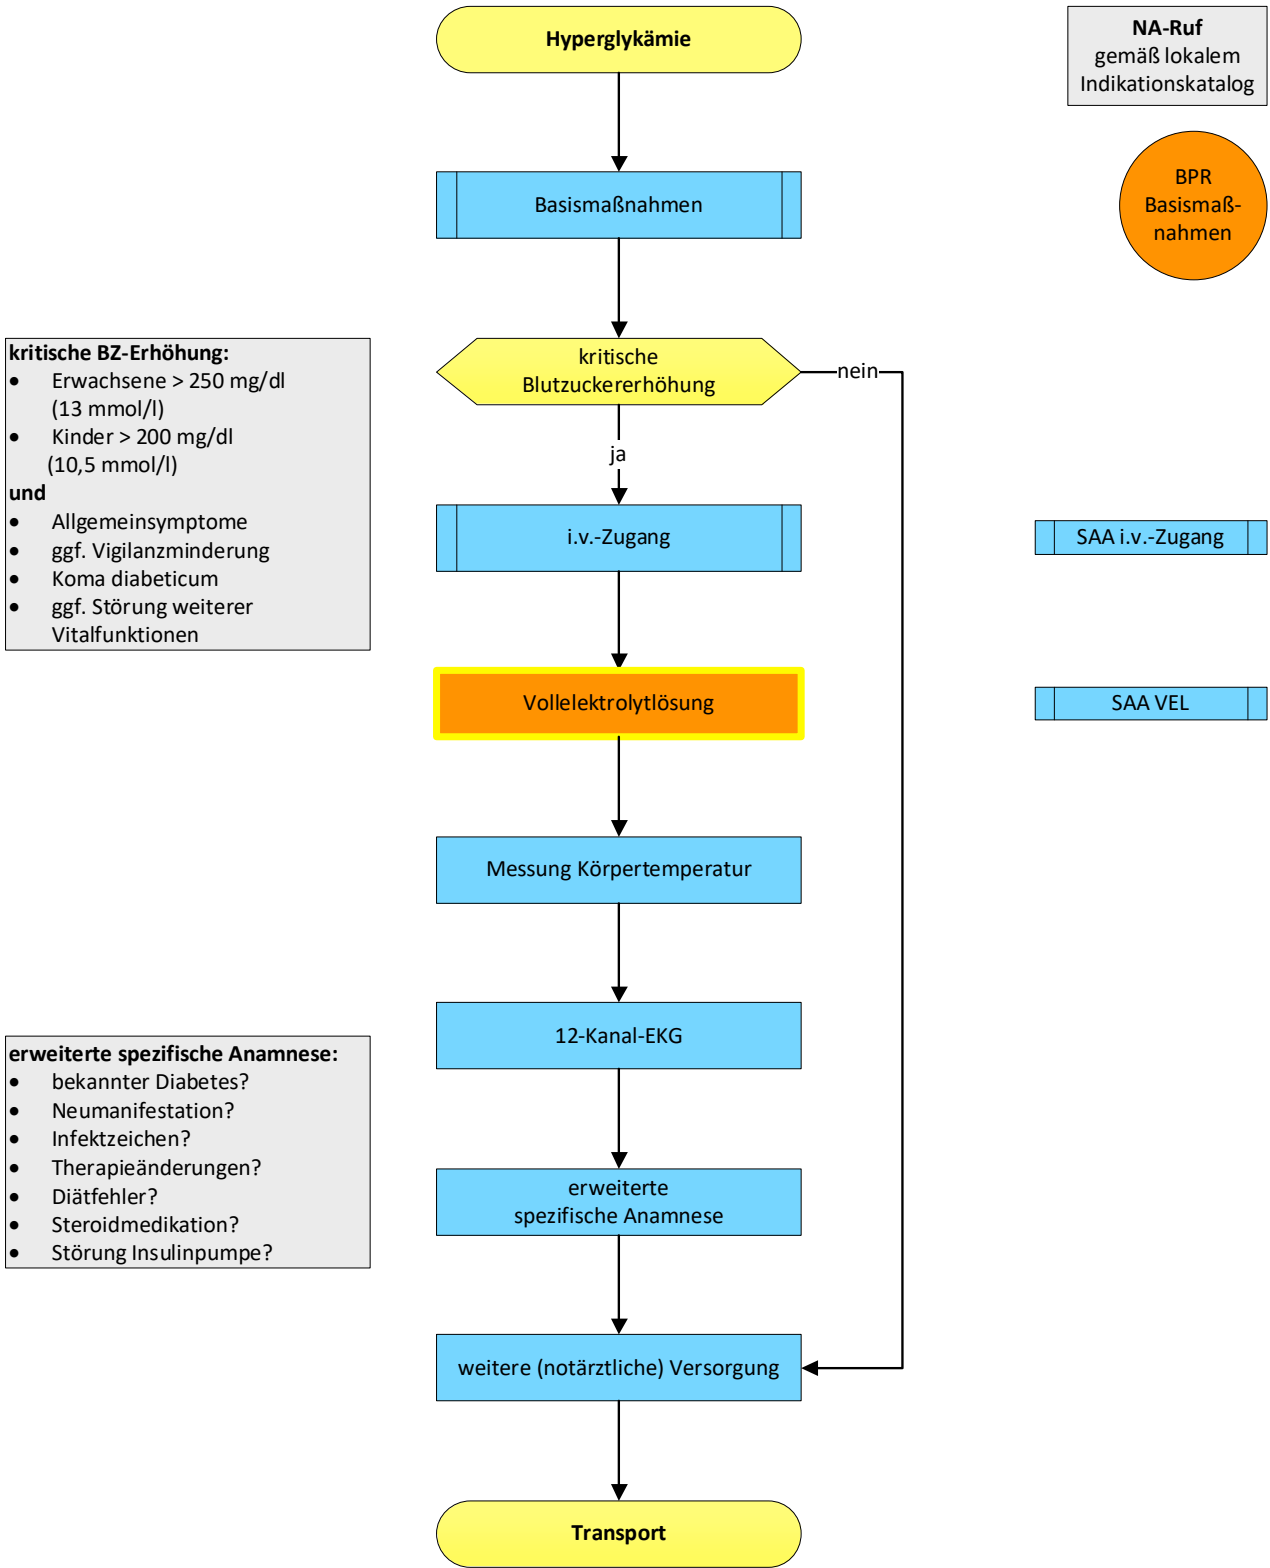 Hyperglykämie
NA-Ruf
gemäß lokalem
Indikationskatalog
Basismaßnahmen
BPR
Basismaß-
nahmen
kritische BZ-Erhöhung:
• Erwachsene > 250 mg/dl
(13 mmol/l)
• Kinder > 200 mg/dl
(10,5 mmol/l)
und
• Allgemeinsymptome
• ggf. Vigilanzminderung
• Koma diabeticum
• ggf. Störung weiterer
Vitalfunktionen
kritische
Blutzuckererhöhung
nein
ja
i.v.-Zugang
SAA i.v.-Zugang
Vollelektrolytlösung
SAA VEL
Messung Körpertemperatur
12-Kanal-EKG
erweiterte spezifische Anamnese:
• bekannter Diabetes?
• Neumanifestation?
• Infektzeichen?
• Therapieänderungen?
• Diätfehler?
• Steroidmedikation?
• Störung Insulinpumpe?
erweiterte
spezifische Anamnese
weitere (notärztliche) Versorgung
Transport